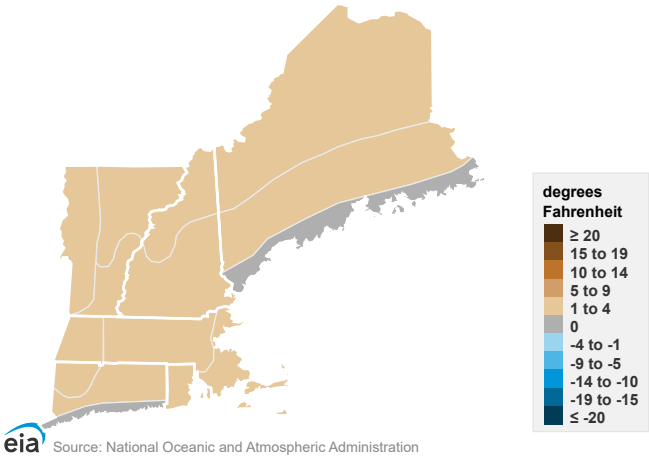 degrees
Fahrenheit
≥ 20
15 to 19
10 to 14
5 to 9
1 to 4
0
-4 to -1
-9 to -5
-14 to -10
-19 to -15
≤ -20
eia
Source: National Oceanic and Atmospheric Administration